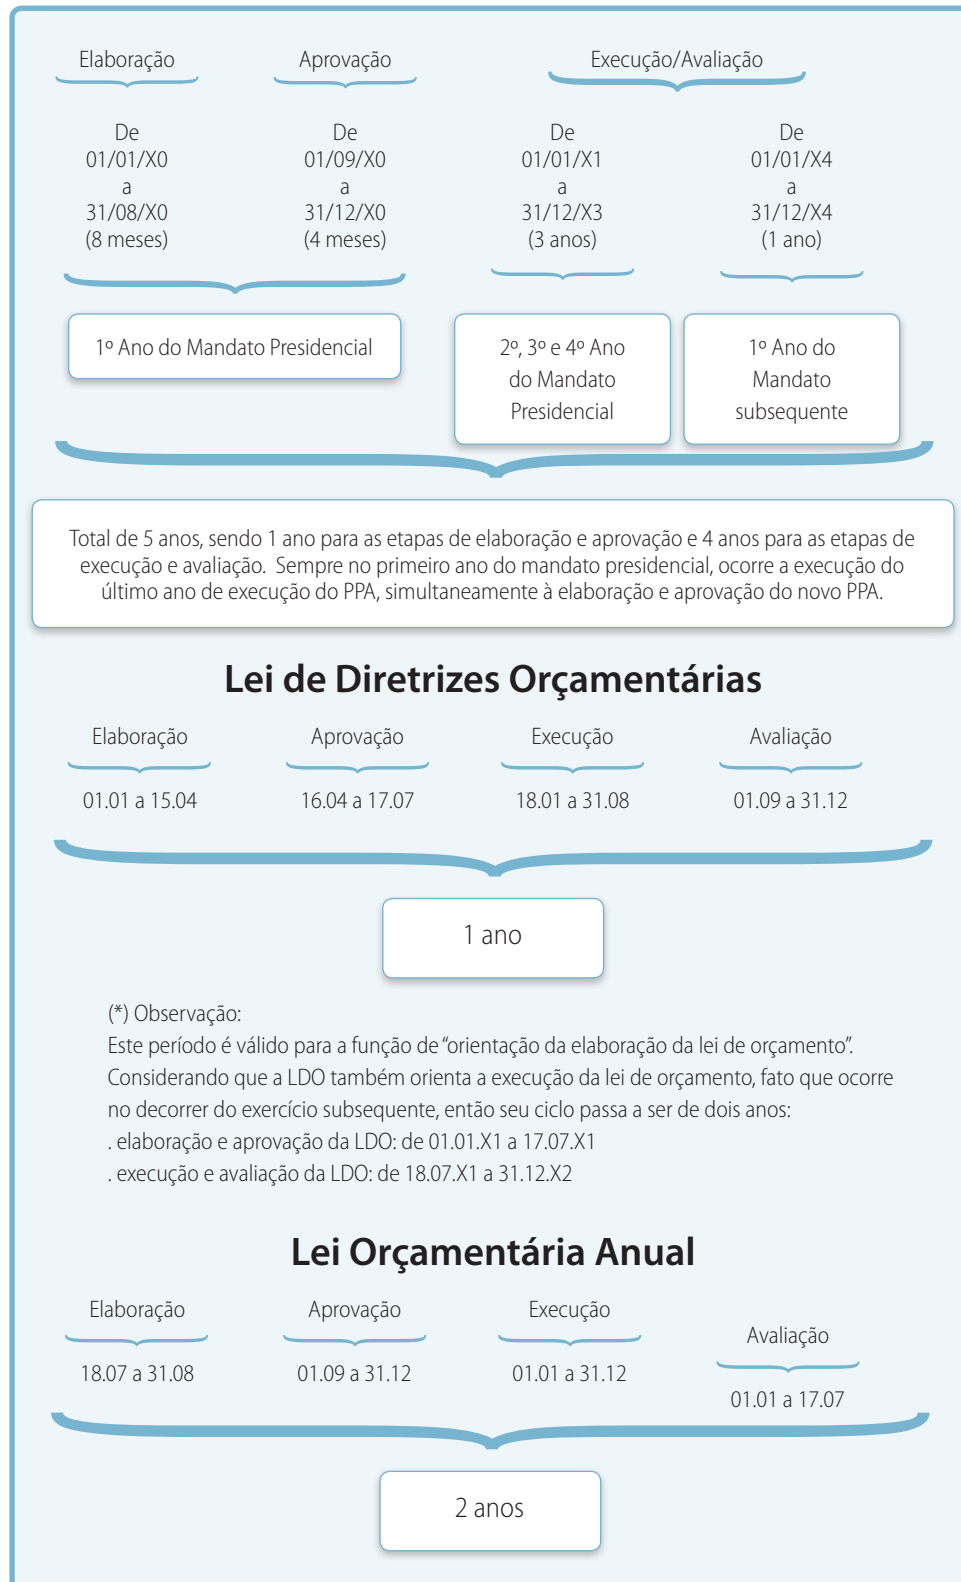 Elaboração
Aprovação
Execução/Avaliação
De
01/01/X0
a
31/08/X0
(8 meses)
De
01/09/X0
a
31/12/X0
(4 meses)
De
01/01/X1
a
31/12/X3
(3 anos)
De
01/01/X4
a
31/12/X4
(1 ano)
1º Ano do Mandato Presidencial
2º, 3º e 4º Ano
do Mandato
Presidencial
1º Ano do
Mandato
subsequente
Total de 5 anos, sendo 1 ano para as etapas de elaboração e aprovação e 4 anos para as etapas de
execução e avaliação. Sempre no primeiro ano do mandato presidencial, ocorre a execução do
último ano de execução do PPA, simultaneamente à elaboração e aprovação do novo PPA.
Lei de Diretrizes Orçamentárias
Elaboração
Aprovação
Execução
Avaliação
01.01 a 15.04
16.04 a 17.07
18.01 a 31.08
01.09 a 31.12
1 ano
(*) Observação:
Este período é válido para a função de “orientação da elaboração da lei de orçamento”.
Considerando que a LDO também orienta a execução da lei de orçamento, fato que ocorre
no decorrer do exercício subsequente, então seu ciclo passa a ser de dois anos:
. elaboração e aprovação da LDO: de 01.01.X1 a 17.07.X1
. execução e avaliação da LDO: de 18.07.X1 a 31.12.X2
Lei Orçamentária Anual
Elaboração
Aprovação
Execução
Avaliação
18.07 a 31.08
01.09 a 31.12
01.01 a 31.12
01.01 a 17.07
2 anos